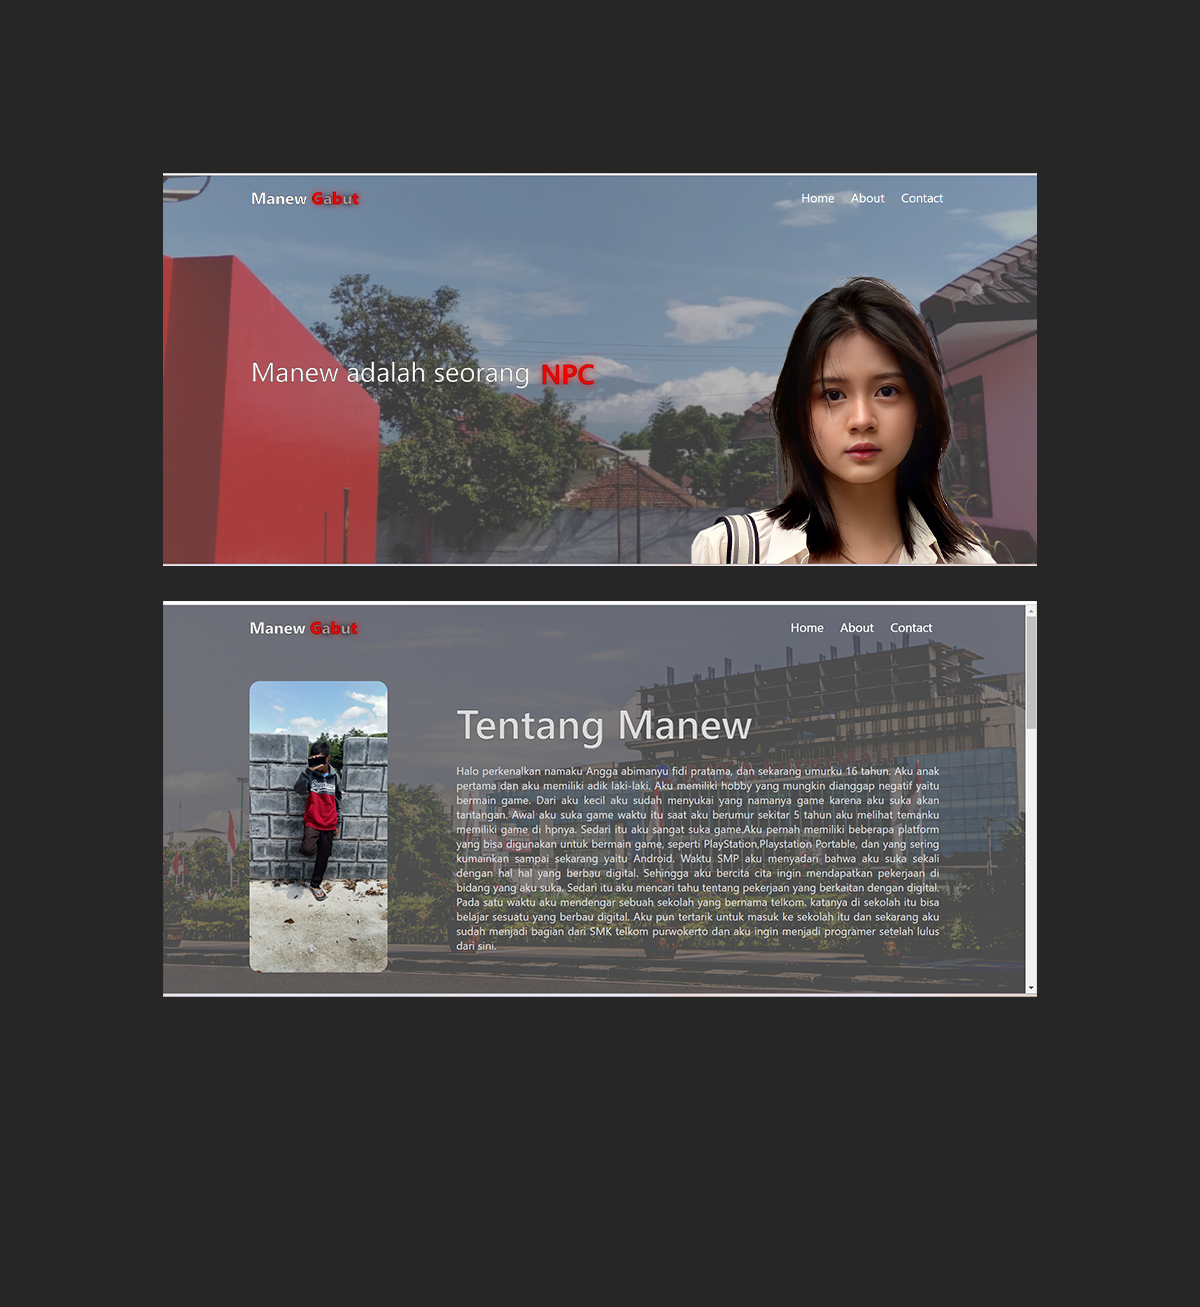 Manew Gabut
Home About Contact
Manew adalah seorang NPC
Manew Gabut
Home About Contact
Tentang Manew
Halo perkenalkan namaku Angga abimanyu fidi pratama, dan sekarang umurku 16 tahun. Aku anak
pertama dan aku memiliki adik laki-laki. Aku memiliki hobby yang mungkin dianggap negatif yaitu
bermain game. Dari aku kecil aku sudah menyukai yang namanya game karena aku suka akan
tantangan. Awal aku suka game waktu itu saat aku berumur sekitar 5 tahun aku melihat temanku
memiliki game di hpnya. Sedari itu aku sangat suka game.Aku pernah memiliki beberapa platform
yang bisa digunakan untuk bermain game, seperti PlayStation,Playstation Portable, dan yang sering
kumainkan sampai sekarang yaitu Android. Waktu SMP aku menyadari bahwa aku suka sekali
dengan hal hal yang berbau digital. Sehingga aku bercita cita ingin mendapatkan pekerjaan di
bidang yang aku suka. Sedari itu aku mencari tahu tentang pekerjaan yang berkaitan dengan digital.
Pada satu waktu aku mendengar sebuah sekolah yang bernama telkom. katanya di sekolah itu bisa
belajar sesuatu yang berbau digital. Aku pun tertarik untuk masuk ke sekolah itu dan sekarang aku
sudah menjadi bagian dari SMK telkom purwokerto dan aku ingin menjadi programer setelah lulus
dari sini.